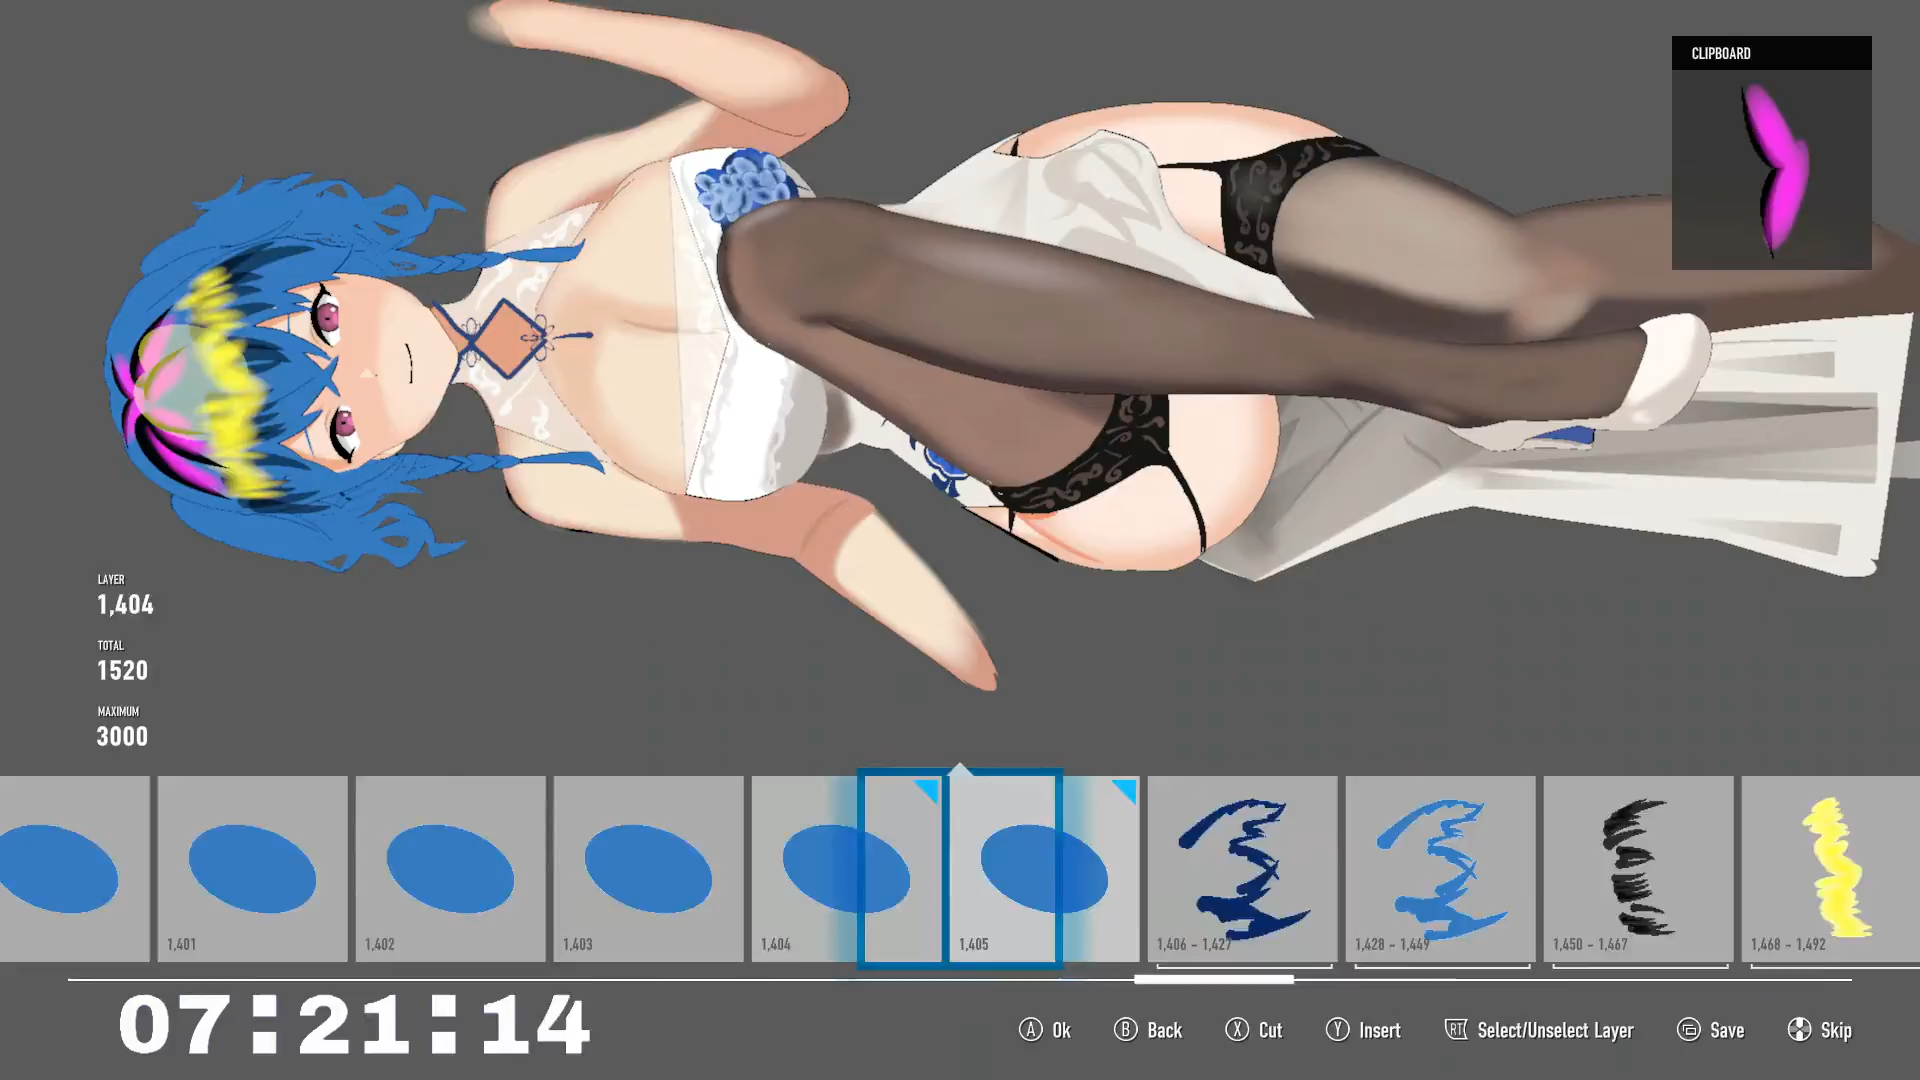 CLIPBOARD
LAYER
1,404
TOTAL
1520
MAXIMUM
3000
1,401
1,402
1,403
1,404
1,405
1,406 - 1,427
1,428 - 1,449
1,450 - 1,467
1,468 - 1,492
07:21:14
A Ok
B Back
X Cut
Y Insert
RT Select/Unselect Layer
Save
Skip